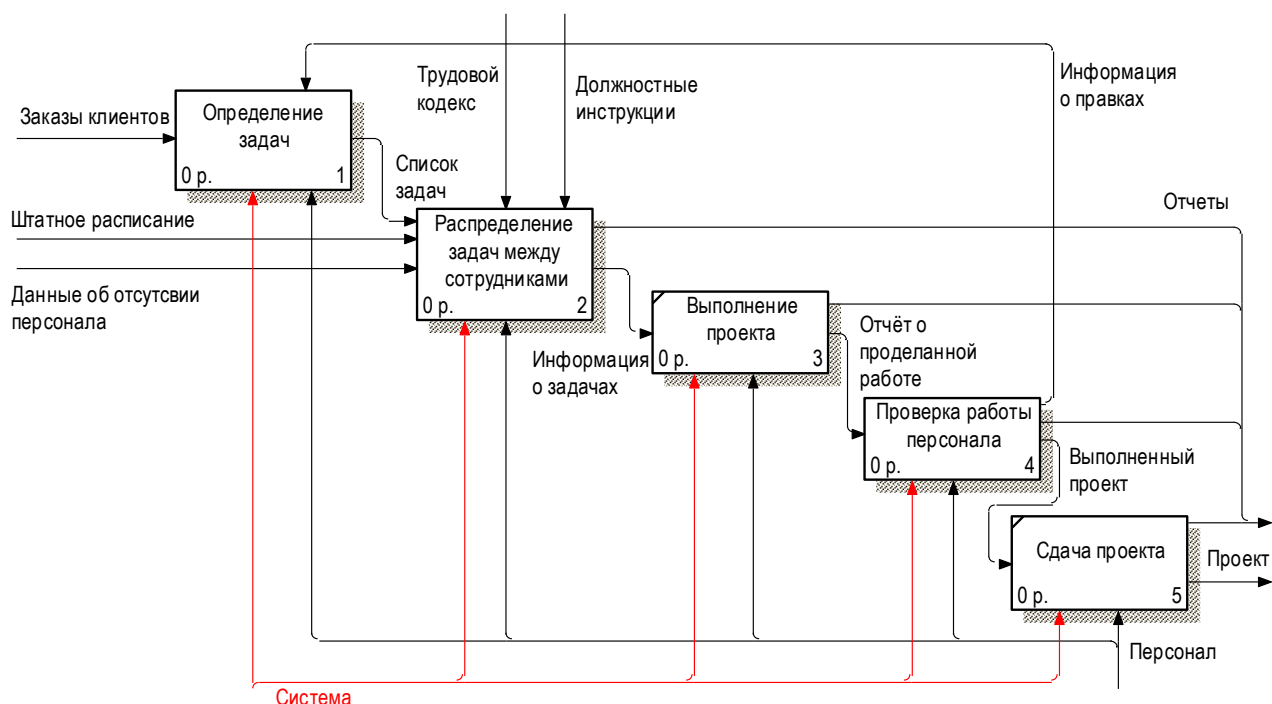 Трудовой
кодекс
Должностные
инструкции
Информация
о правках
Заказы клиентов
Определение
задач
0 р.
1
Список
задач
Штатное расписание
Отчеты
Распределение
задач между
сотрудниками
0 р.
2
Данные об отсутсвии
персонала
Выполнение
проекта
0 р.
3
Информация
о задачах
Отчёт о
проделанной
работе
Проверка работы
персонала
0 р.
4
Выполненный
проект
Сдача проекта
0 р.
5
Проект
Персонал
Система